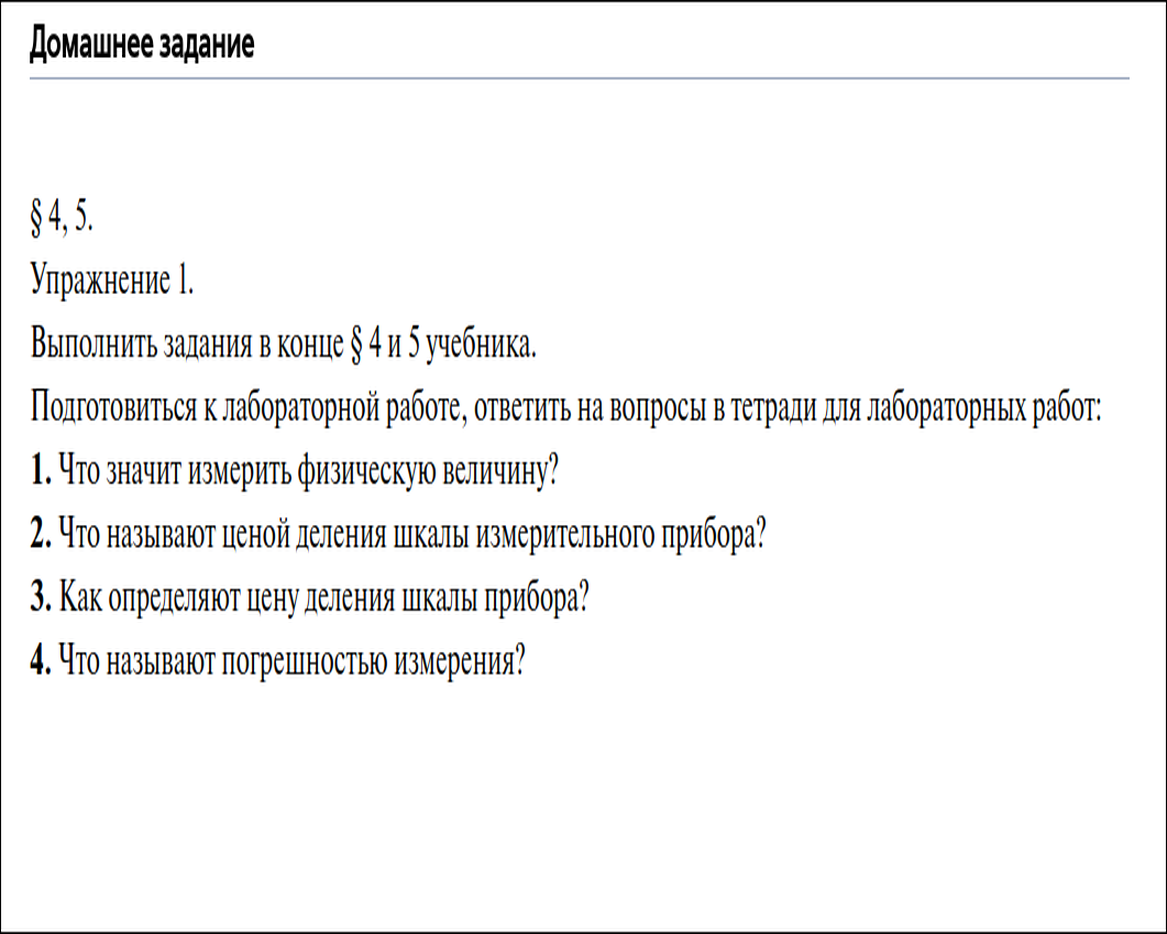 Домашнее задание
§ 4, 5.
Упражнение 1.
Выполнить задания в конце § 4 и 5 учебника.
Подготовиться к лабораторной работе, ответить на вопросы в тетради для лабораторных работ:
1. Что значит измерить физическую величину?
2. Что называют ценой деления шкалы измерительного прибора?
3. Как определяют цену деления шкалы прибора?
4. Что называют погрешностью измерения?